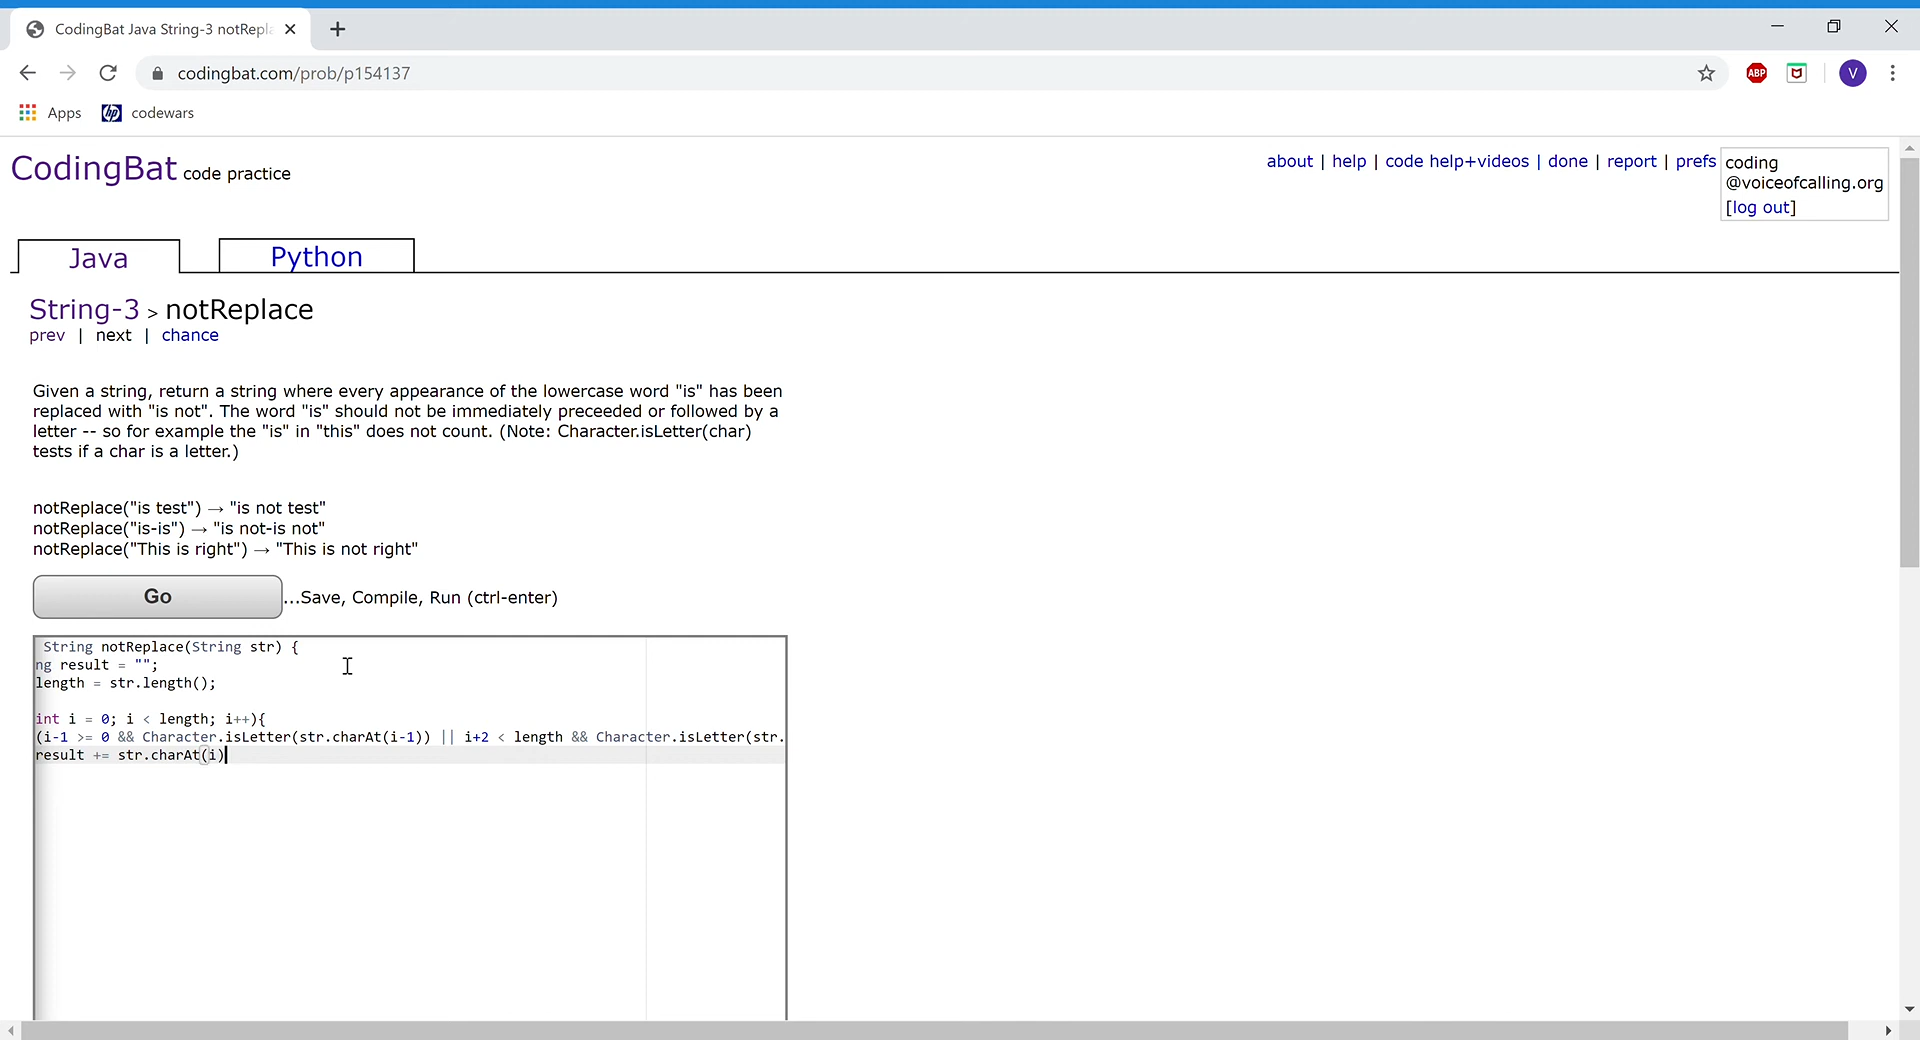 CodingBat Java String-3 notRepla
codingbat.com/prob/p154137
ABP
V
Apps
hp codewars
CodingBat code practice
about | help | code help+videos | done | report | prefs
coding
@voiceofcalling.org
[log out]
Java
Python
String-3 > notReplace
prev | next | chance
Given a string, return a string where every appearance of the lowercase word "is" has been
replaced with "is not". The word "is" should not be immediately preceeded or followed by a
letter -- so for example the "is" in "this" does not count. (Note: Character.isLetter(char)
tests if a char is a letter.)
notReplace("is test") → "is not test"
notReplace("is-is") → "is not-is not"
notReplace("This is right") → "This is not right"
Go
...Save, Compile, Run (ctrl-enter)
String notReplace(String str) {
ng result = "";
length = str.length();
int i = 0; i < length; i++){
(i-1 >= 0 && Character.isLetter(str.charAt(i-1)) || i+2 < length && Character.isLetter(str.
result += str.charAt(i)